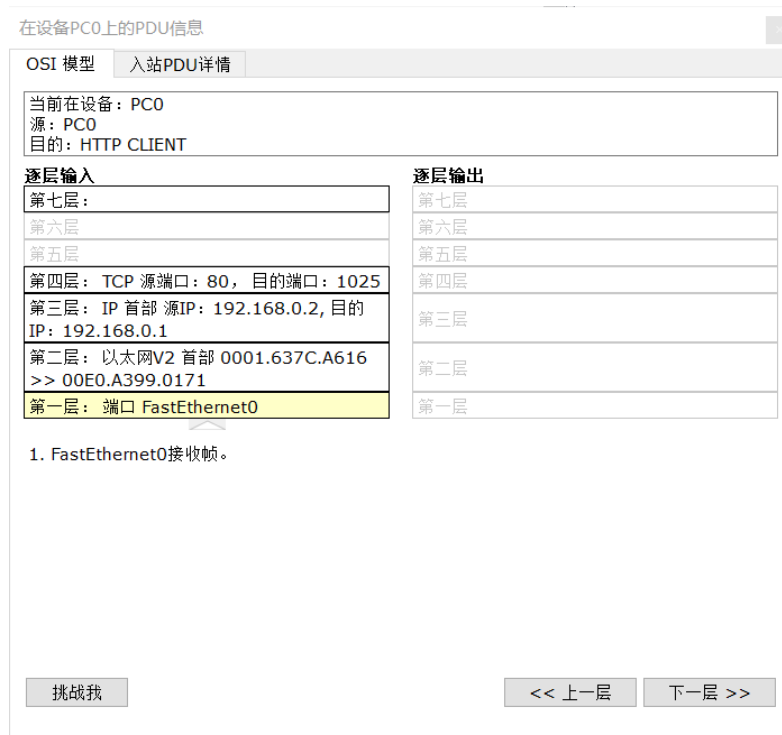 在设备PC0上的PDU信息
OSI 模型
入站PDU详情
当前在设备：PC0
源：PC0
目的：HTTP CLIENT
逐层输入
逐层输出
第七层：
第七层
第六层
第六层
第五层
第五层
第四层： TCP 源端口：80， 目的端口：1025
第四层
第三层： IP 首部 源IP：192.168.0.2, 目的
IP：192.168.0.1
第三层
第二层： 以太网V2 首部 0001.637C.A616
>> 00E0.A399.0171
第二层
第一层： 端口 FastEthernet0
第一层
1. FastEthernet0接收帧。
挑战我
<< 上一层
下一层 >>